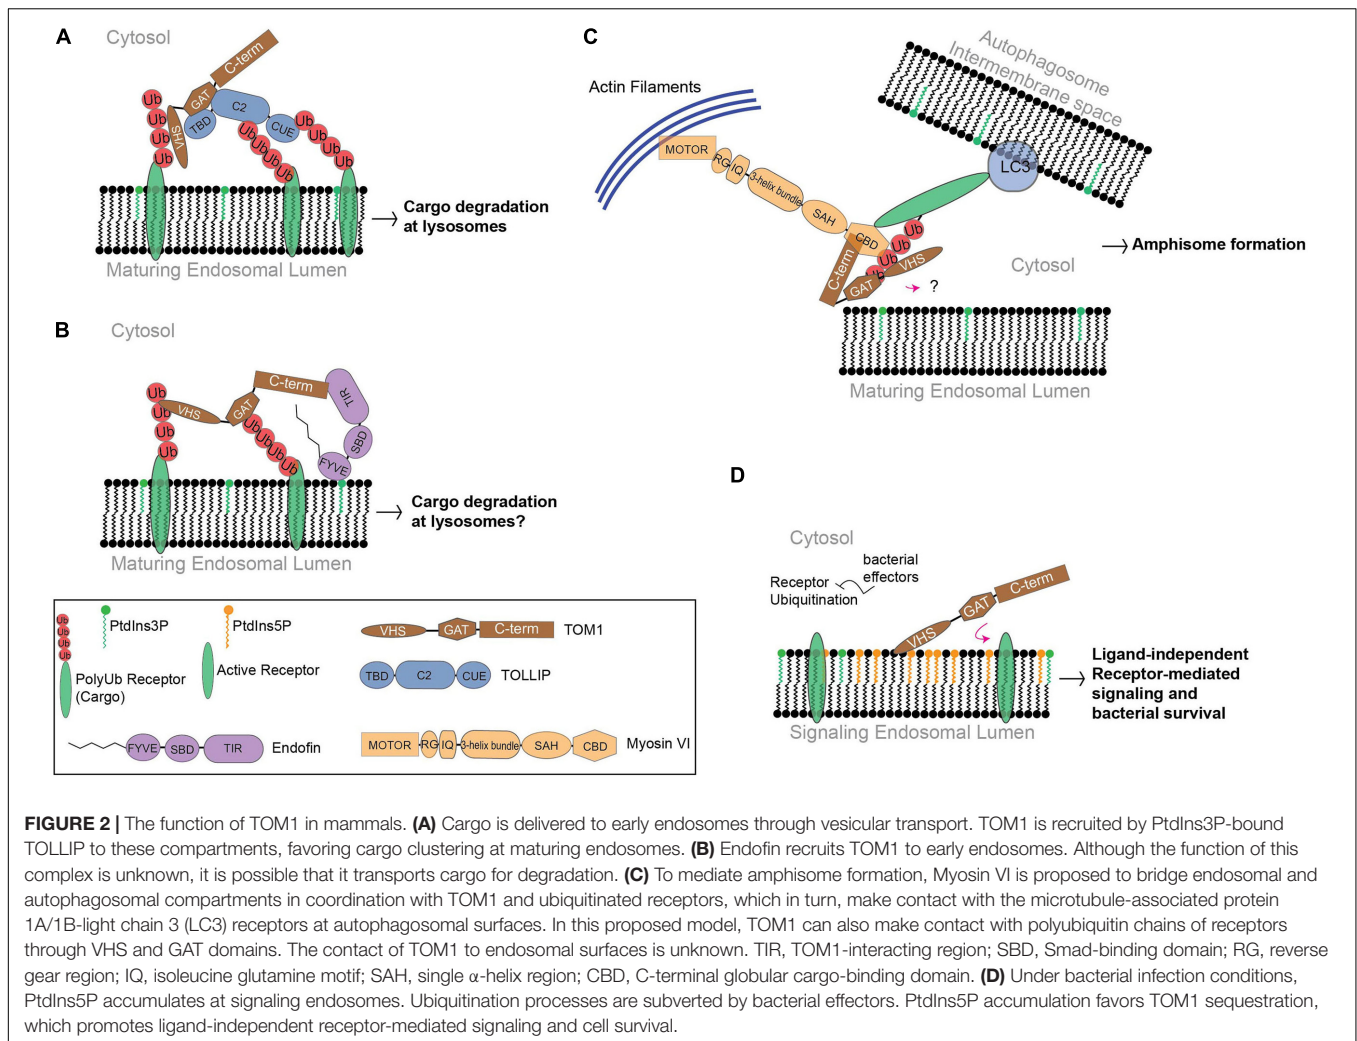 A
Cytosol
C-term
GAT
VHS
TBD
C2
CUE
Ub
Ub
Ub
Ub
Ub
Ub
Ub
Ub
Ub
Ub
Ub
Ub
Maturing Endosomal Lumen
Cargo degradation
at lysosomes
B
Cytosol
Ub
Ub
Ub
Ub
VHS
GAT
C-term
TIR
SBD
FYVE
Ub
Ub
Ub
Ub
Maturing Endosomal Lumen
Cargo degradation
at lysosomes?
C
Actin Filaments
Autophagosome
Intermembrane space
MOTOR
RG
IQ
3-helix bundle
SAH
CBD
LC3
Ub
Ub
Ub
Ub
VHS
GAT
C-term
?
Cytosol
Maturing Endosomal Lumen
Amphisome formation
D
Cytosol
bacterial
effectors
Receptor
Ubiquitination
VHS
GAT
C-term
Signaling Endosomal Lumen
Ligand-independent
Receptor-mediated
signaling and
bacterial survival
Ub
Ub
Ub
Ub
PtdIns3P
PtdIns5P
PolyUb Receptor
(Cargo)
Active Receptor
FYVE SBD TIR Endofin
VHS GAT C-term TOM1
TBD C2 CUE TOLLIP
MOTOR RG IQ 3-helix bundle SAH CBD Myosin VI
FIGURE 2 | The function of TOM1 in mammals. (A) Cargo is delivered to early endosomes through vesicular transport. TOM1 is recruited by PtdIns3P-bound
TOLLIP to these compartments, favoring cargo clustering at maturing endosomes. (B) Endofin recruits TOM1 to early endosomes. Although the function of this
complex is unknown, it is possible that it transports cargo for degradation. (C) To mediate amphisome formation, Myosin VI is proposed to bridge endosomal and
autophagosomal compartments in coordination with TOM1 and ubiquitinated receptors, which in turn, make contact with the microtubule-associated protein
1A/1B-light chain 3 (LC3) receptors at autophagosomal surfaces. In this proposed model, TOM1 can also make contact with polyubiquitin chains of receptors
through VHS and GAT domains. The contact of TOM1 to endosomal surfaces is unknown. TIR, TOM1-interacting region; SBD, Smad-binding domain; RG, reverse
gear region; IQ, isoleucine glutamine motif; SAH, single α-helix region; CBD, C-terminal globular cargo-binding domain. (D) Under bacterial infection conditions,
PtdIns5P accumulates at signaling endosomes. Ubiquitination processes are subverted by bacterial effectors. PtdIns5P accumulation favors TOM1 sequestration,
which promotes ligand-independent receptor-mediated signaling and cell survival.